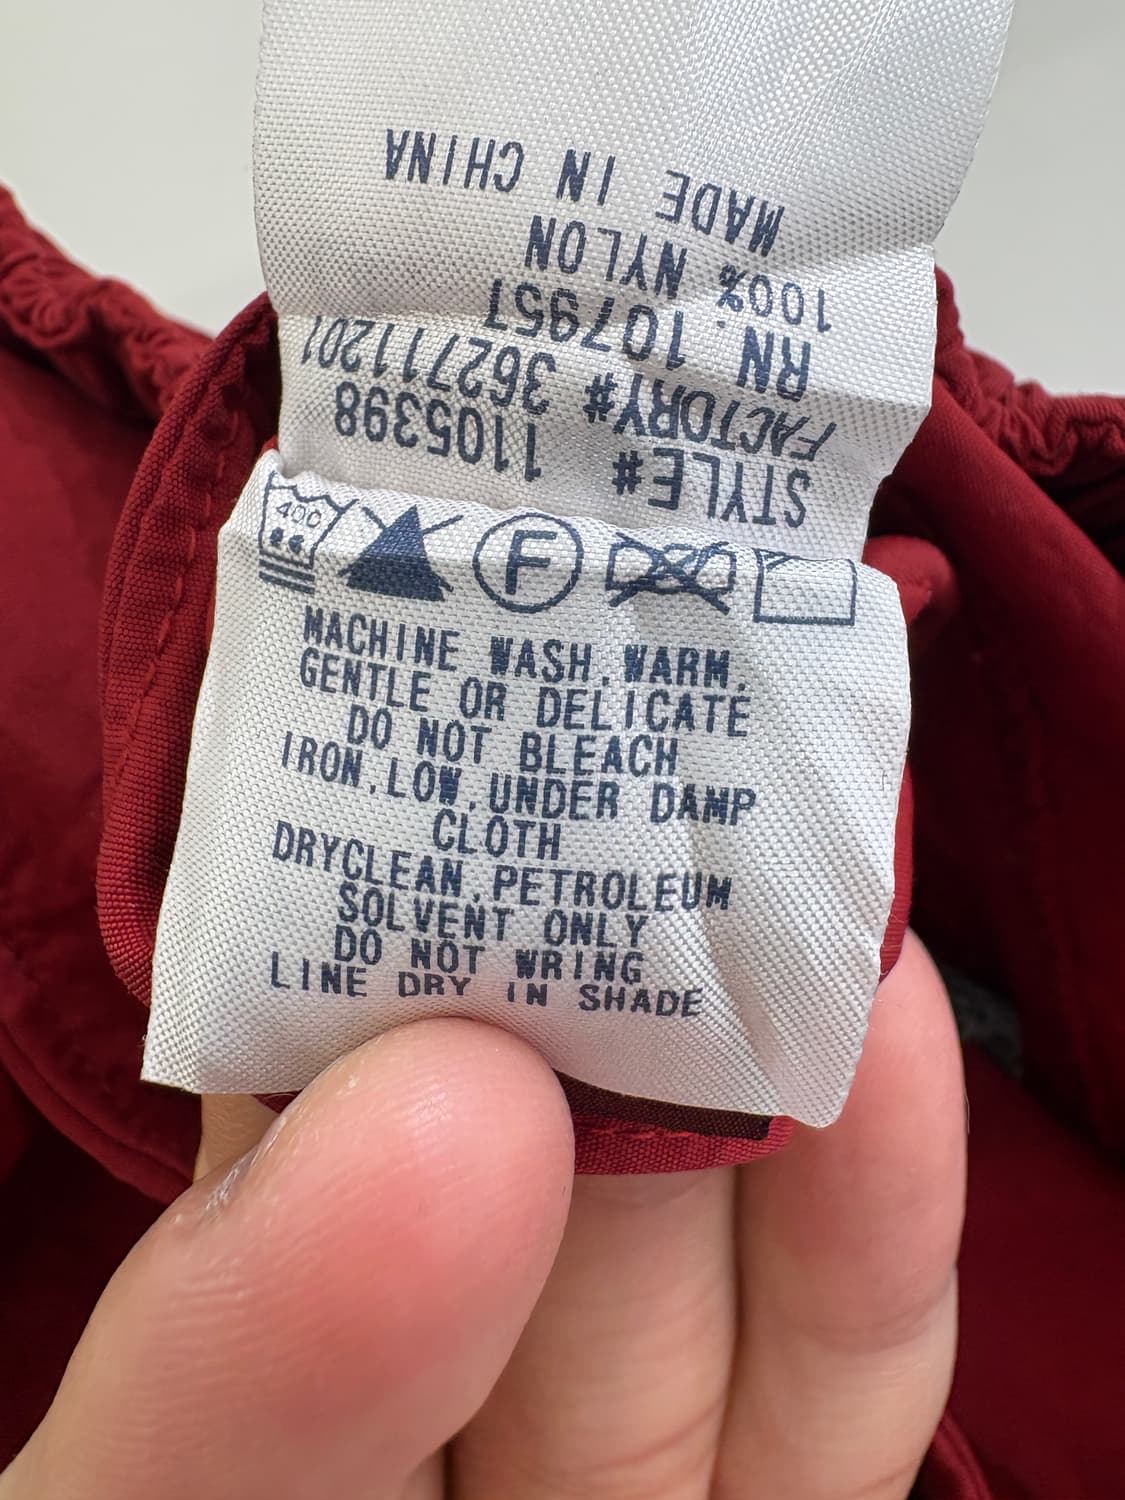 MADE IN CHINA
100% NYLON
RN 107957
FACTORY# 362711201
STYLE# 1105398
40C
F
MACHINE WASH,WARM,
GENTLE OR DELICATE
DO NOT BLEACH
IRON,LOW,UNDER DAMP
CLOTH
DRYCLEAN,PETROLEUM
SOLVENT ONLY
DO NOT WRING
LINE DRY IN SHADE